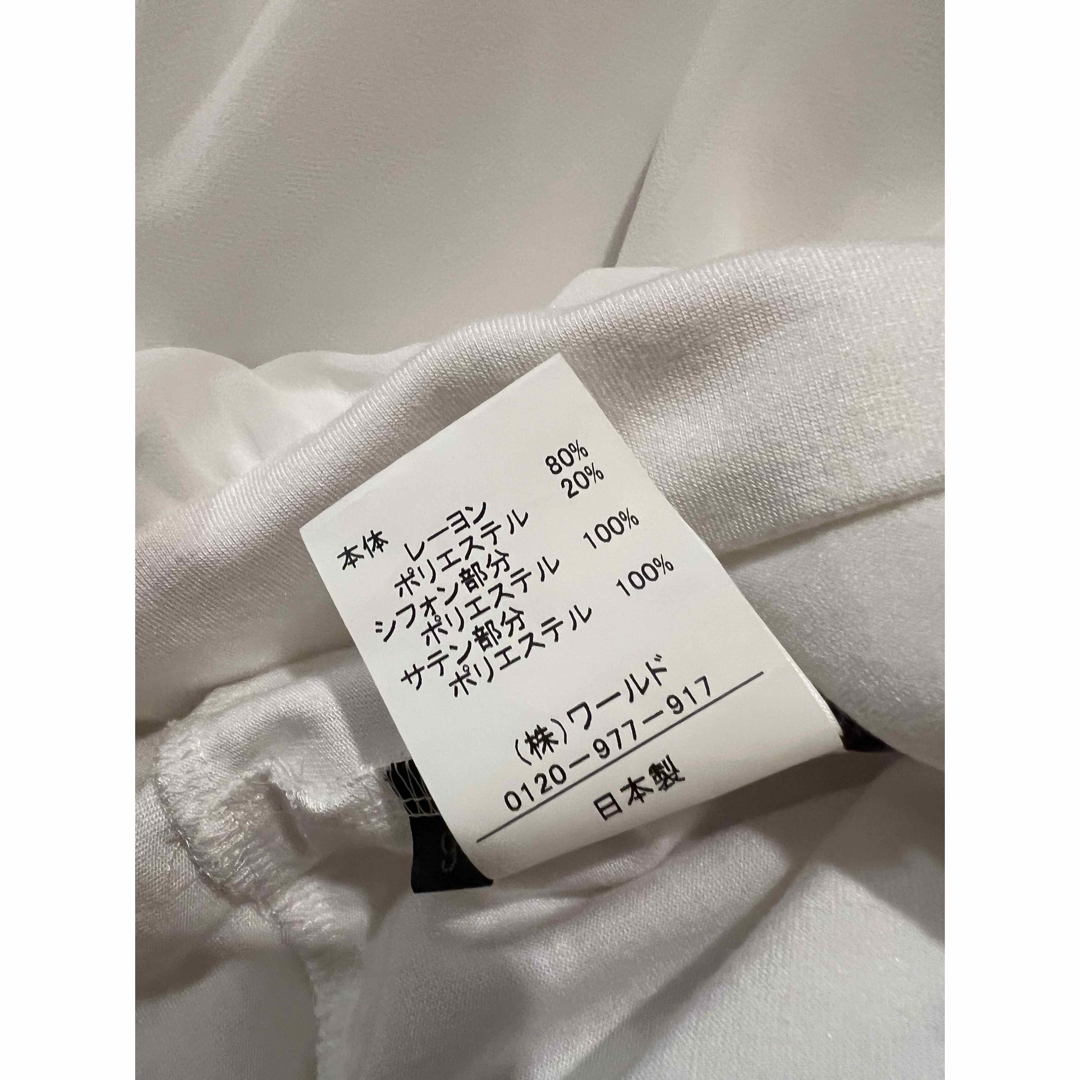 本体 レーヨン 80%
ポリエステル 20%
シフォン部分
ポリエステル 100%
サテン部分
ポリエステル 100%
(株)ワールド
0120-977-917
日本製